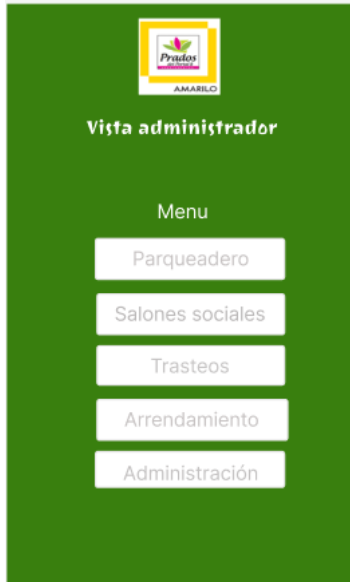 Prados
AMARILO
Vista administrador
Menu
Parqueadero
Salones sociales
Trasteos
Arrendamiento
Administración